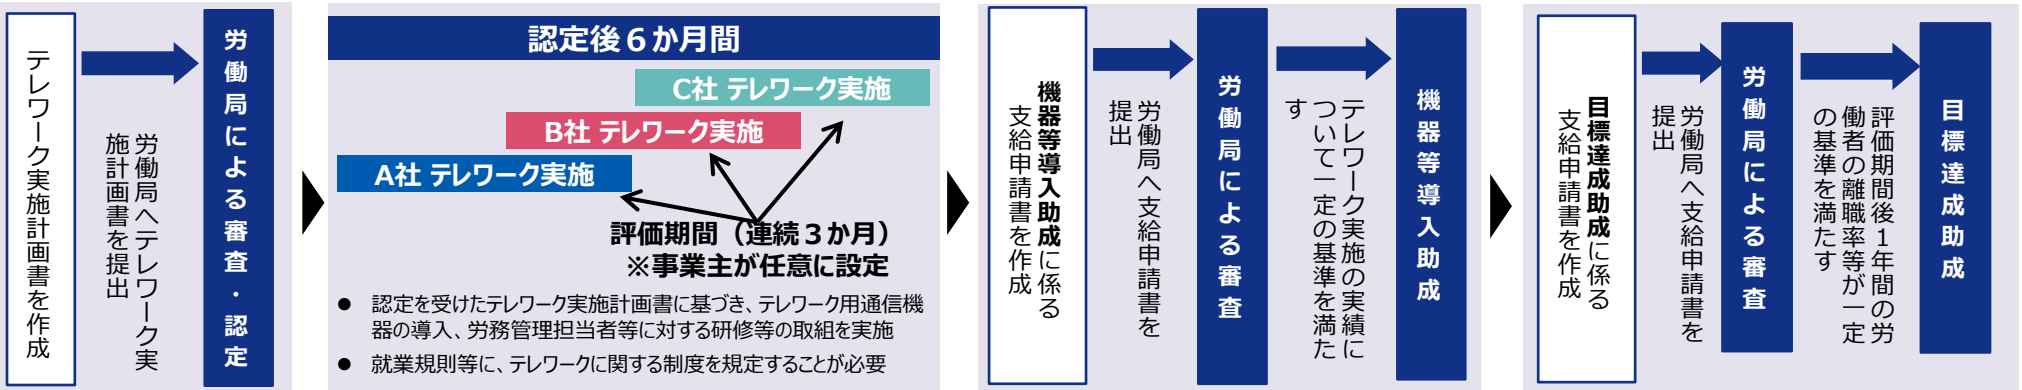 テレワーク実施計画書を作成
労働局へテレワーク実
施計画書を提出
労働局による審査・認定
認定後６か月間
C社 テレワーク実施
B社 テレワーク実施
A社 テレワーク実施
評価期間（連続３か月）
※事業主が任意に設定
● 認定を受けたテレワーク実施計画書に基づき、テレワーク用通信機
器の導入、労務管理担当者等に対する研修等の取組を実施
● 就業規則等に、テレワークに関する制度を規定することが必要
機器等導入助成に係る
支給申請書を作成
労働局へ支給申請書を
提出
労働局による審査
テレワーク実施の実績に
ついて一定の基準を満た
す
機器等導入助成
目標達成助成に係る
支給申請書を作成
労働局へ支給申請書を
提出
労働局による審査
評価期間後１年間の労
働者の離職率等が一定
の基準を満たす
目標達成助成